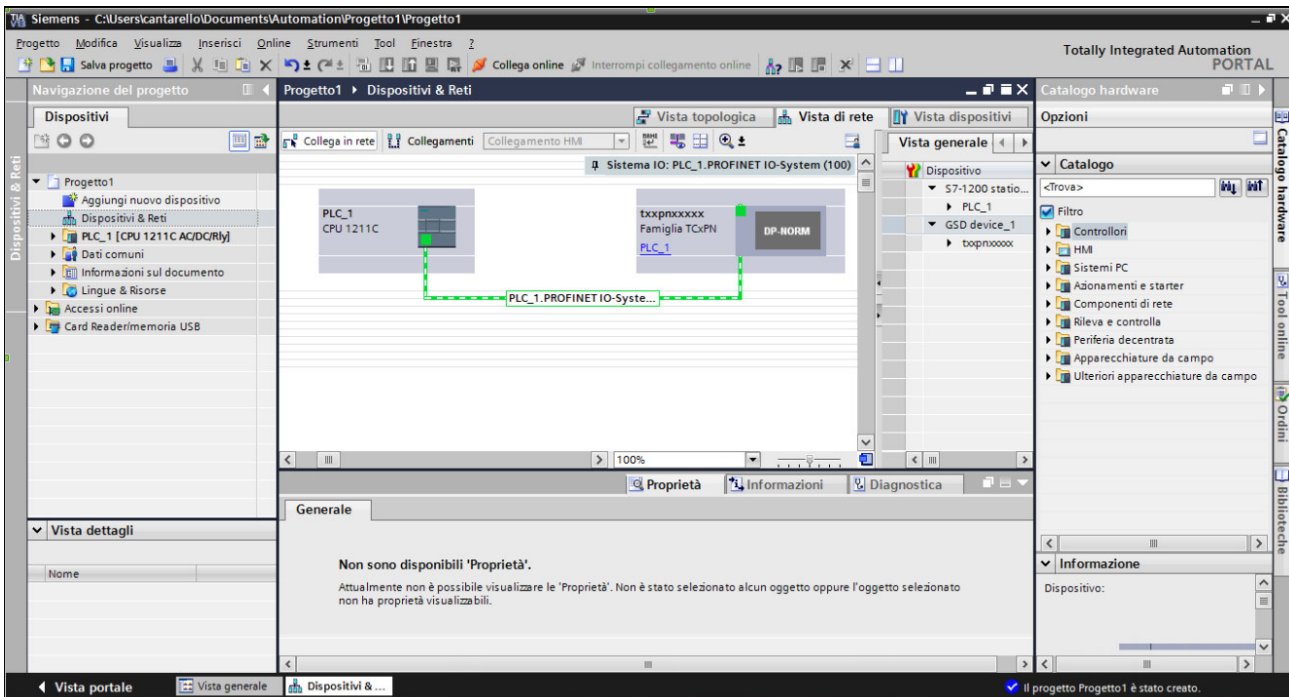 Siemens - C:\Users\cantarello\Documents\Automation\Progetto1\Progetto1
Progetto Modifica Visualizza Inserisci Online Strumenti Tool Finestra ?
Totally Integrated Automation
PORTAL
Salva progetto Collega online Interrompi collegamento online
Navigazione del progetto
Dispositivi
Dispositivi & Reti
Progetto1
Aggiungi nuovo dispositivo
Dispositivi & Reti
PLC_1 [CPU 1211C AC/DC/Rly]
Dati comuni
Informazioni sul documento
Lingue & Risorse
Accessi online
Card Reader/memoria USB
Vista dettagli
Nome
Progetto1 Dispositivi & Reti
Vista topologica Vista di rete Vista dispositivi
Collega in rete Collegamenti Collegamento HMI
Sistema IO: PLC_1.PROFINET IO-System (100)
PLC_1
CPU 1211C
txxpnxxxxx
Famiglia TCxPN
PLC_1
DP-NORM
PLC_1.PROFINET IO-Syste...
100%
Vista generale
Dispositivo
S7-1200 statio...
PLC_1
GSD device_1
txxpnxxxxx
Proprietà Informazioni Diagnostica
Generale
Non sono disponibili 'Proprietà'.
Attualmente non è possibile visualizzare le 'Proprietà'. Non è stato selezionato alcun oggetto oppure l'oggetto selezionato
non ha proprietà visualizzabili.
Catalogo hardware
Opzioni
Catalogo
<Trova>
Filtro
Controllori
HMI
Sistemi PC
Azionamenti e starter
Componenti di rete
Rileva e controlla
Periferia decentrata
Apparecchiature da campo
Ulteriori apparecchiature da campo
Informazione
Dispositivo:
Catalogo hardware
Tool online
Ordini
Biblioteche
Vista portale Vista generale Dispositivi & ...
Il progetto Progetto1 è stato creato.